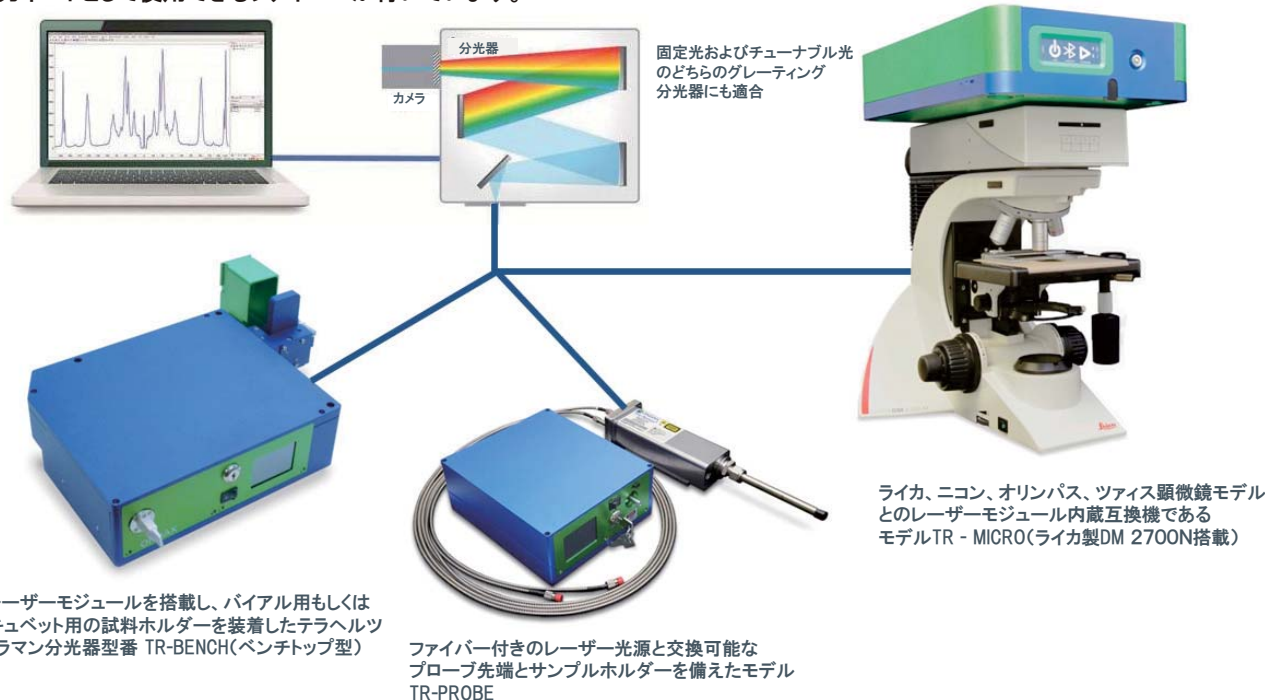 分光器
カメラ
固定光およびチューナブル光
のどちらのグレーティング
分光器にも適合
ライカ、ニコン、オリンパス、ツァイス顕微鏡モデル
とのレーザーモジュール内蔵互換機である
モデルTR - MICRO(ライカ製DM 2700N搭載)
ーザーモジュールを搭載し、バイアル用もしくは
ュベット用の試料ホルダーを装着したテラヘルツ
ラマン分光器型番 TR-BENCH(ベンチトップ型)
ファイバー付きのレーザー光源と交換可能な
プローブ先端とサンプルホルダーを備えたモデル
TR-PROBE